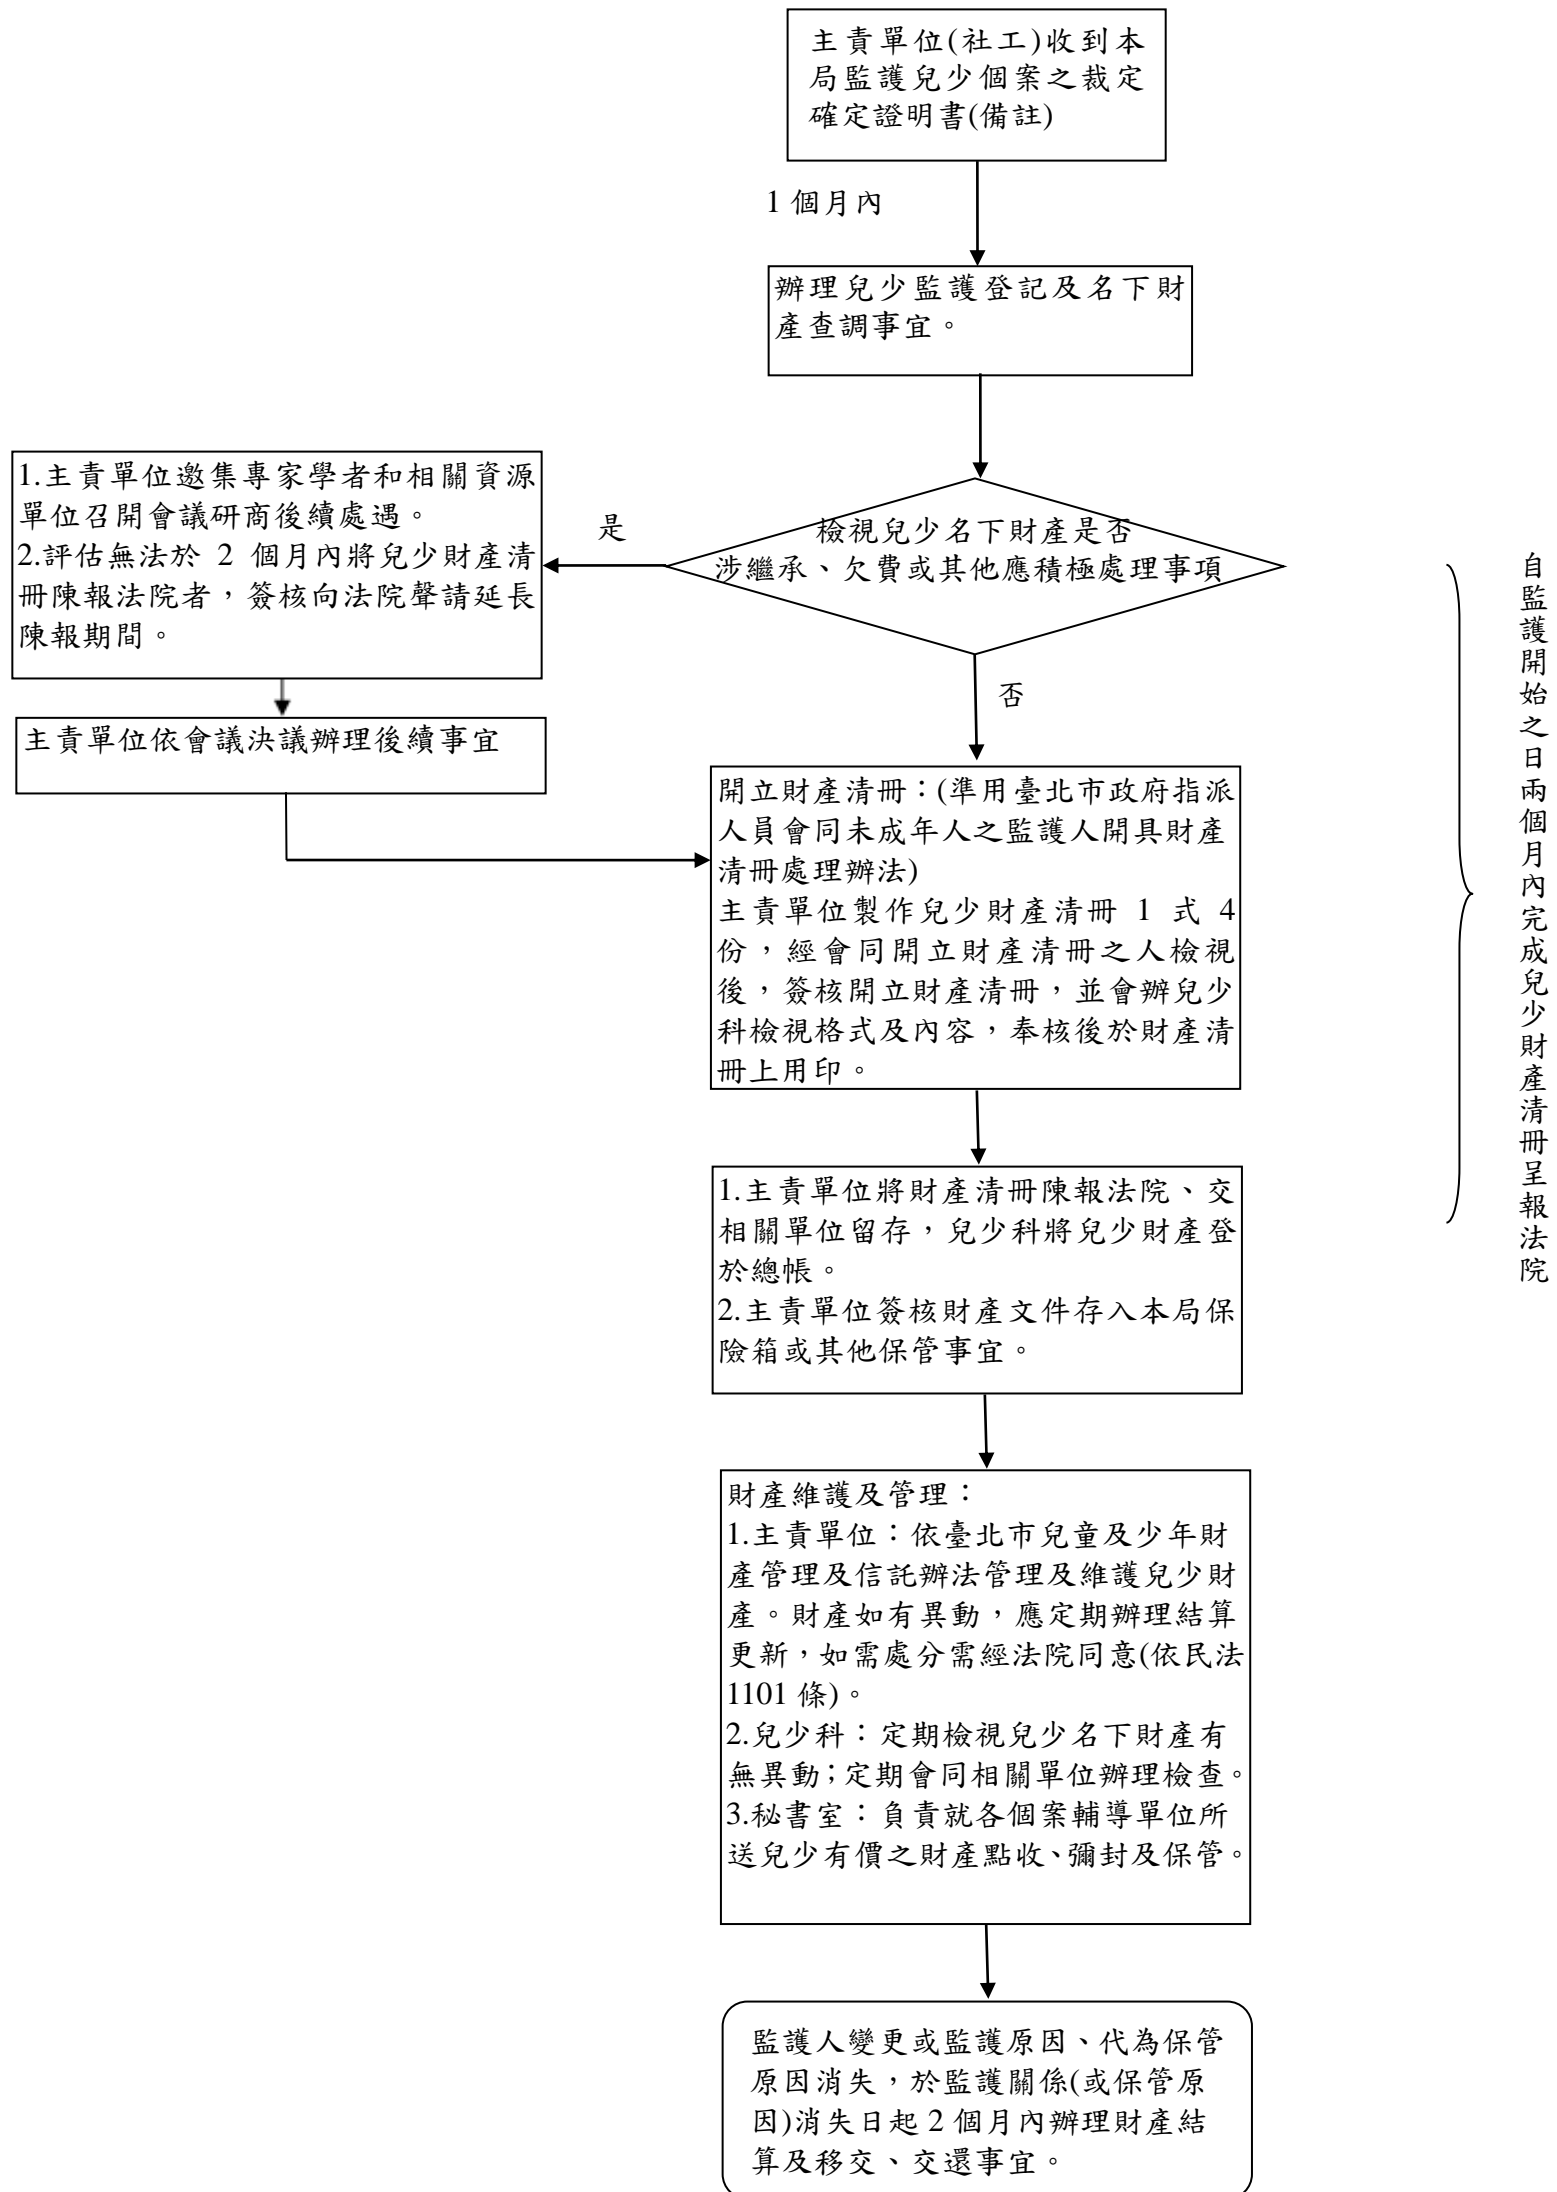 主責單位(社工)收到本
局監護兒少個案之裁定
確定證明書(備註)
1 個月內
辦理兒少監護登記及名下財
產查調事宜。
檢視兒少名下財產是否
涉繼承、欠費或其他應積極處理事項
是
1.主責單位邀集專家學者和相關資源
單位召開會議研商後續處遇。
2.評估無法於 2 個月內將兒少財產清
冊陳報法院者，簽核向法院聲請延長
陳報期間。
主責單位依會議決議辦理後續事宜
否
開立財產清冊：(準用臺北市政府指派
人員會同未成年人之監護人開具財產
清冊處理辦法)
主責單位製作兒少財產清冊 1 式 4
份，經會同開立財產清冊之人檢視
後，簽核開立財產清冊，並會辦兒少
科檢視格式及內容，奉核後於財產清
冊上用印。
自監護開始之日兩個月內完成兒少財產清冊呈報法院
1.主責單位將財產清冊陳報法院、交
相關單位留存，兒少科將兒少財產登
於總帳。
2.主責單位簽核財產文件存入本局保
險箱或其他保管事宜。
財產維護及管理：
1.主責單位：依臺北市兒童及少年財
產管理及信託辦法管理及維護兒少財
產。財產如有異動，應定期辦理結算
更新，如需處分需經法院同意(依民法
1101 條)。
2.兒少科：定期檢視兒少名下財產有
無異動；定期會同相關單位辦理檢查。
3.秘書室：負責就各個案輔導單位所
送兒少有價之財產點收、彌封及保管。
監護人變更或監護原因、代為保管
原因消失，於監護關係(或保管原
因)消失日起 2 個月內辦理財產結
算及移交、交還事宜。